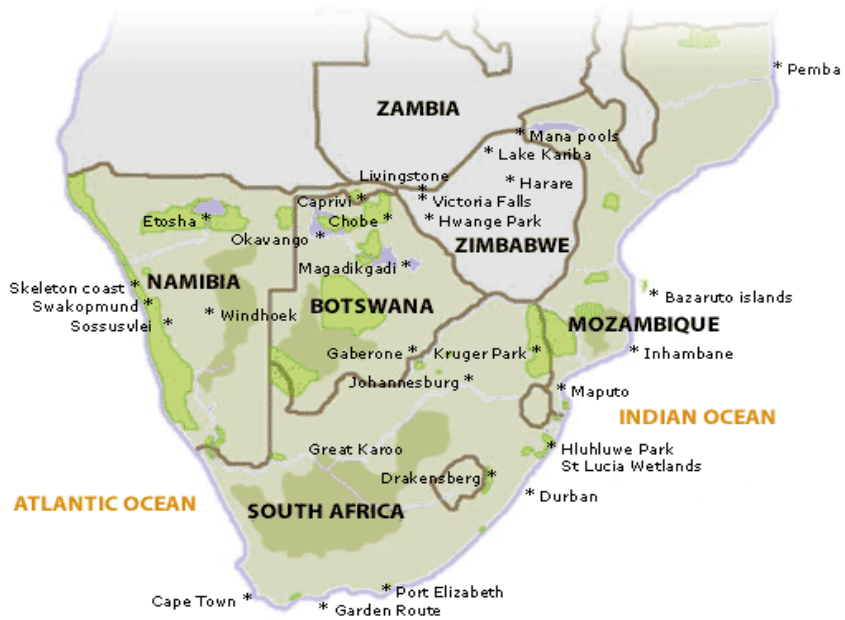 Pemba
ZAMBIA
Mana pools
Lake Kariba
Livingstone
Harare
Caprivi
Victoria Falls
Etosha
Chobe
Hwange Park
Okavango
ZIMBABWE
Magadikgadi
NAMIBIA
Skeleton coast
Bazaruto islands
Swakopmund
BOTSWANA
Windhoek
Sossusvlei
MOZAMBIQUE
Gaberone
Kruger Park
Inhambane
Johannesburg
Maputo
INDIAN OCEAN
Great Karoo
Hluhluwe Park
St Lucia Wetlands
Drakensberg
Durban
ATLANTIC OCEAN
SOUTH AFRICA
Port Elizabeth
Cape Town
Garden Route